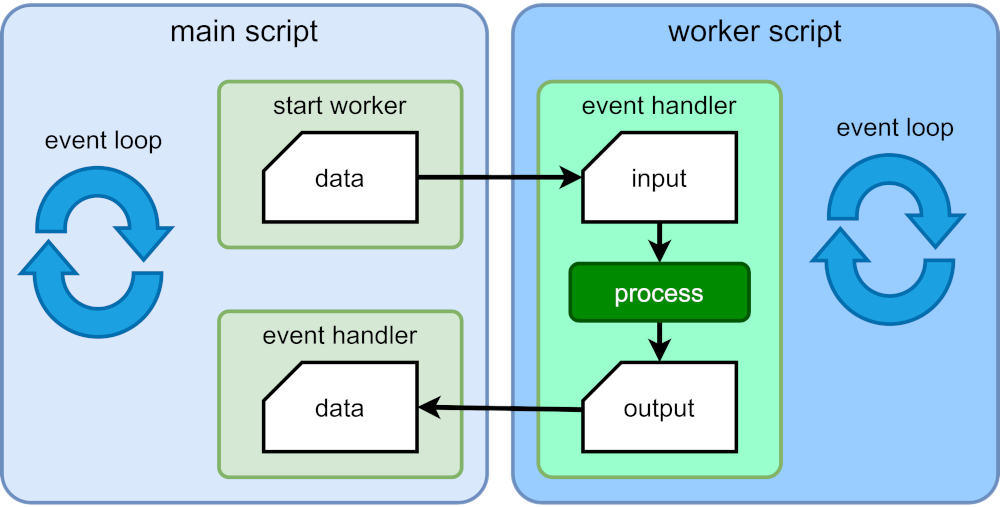 main script
event loop
start worker
data
event handler
data
worker script
event handler
input
process
output
event loop